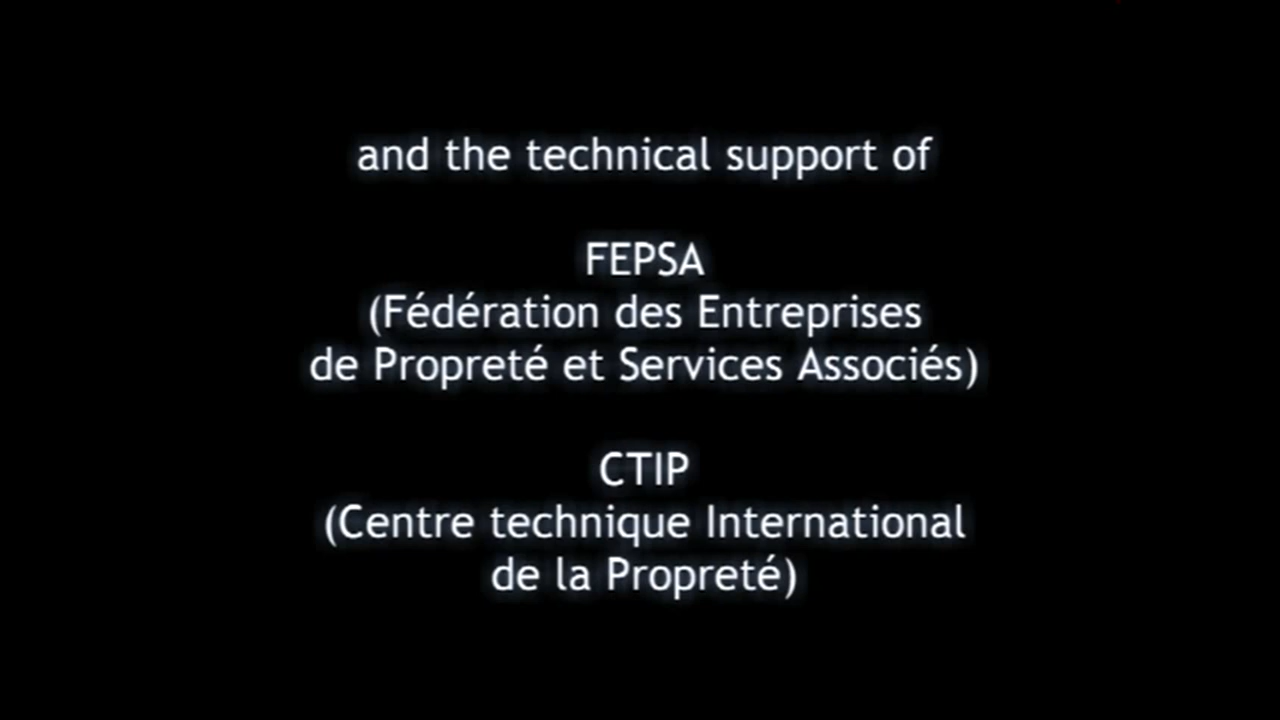 and the technical support of
FEPSA
(Fédération des Entreprises
de Propreté et Services Associés)
CTIP
(Centre technique International
de la Propreté)